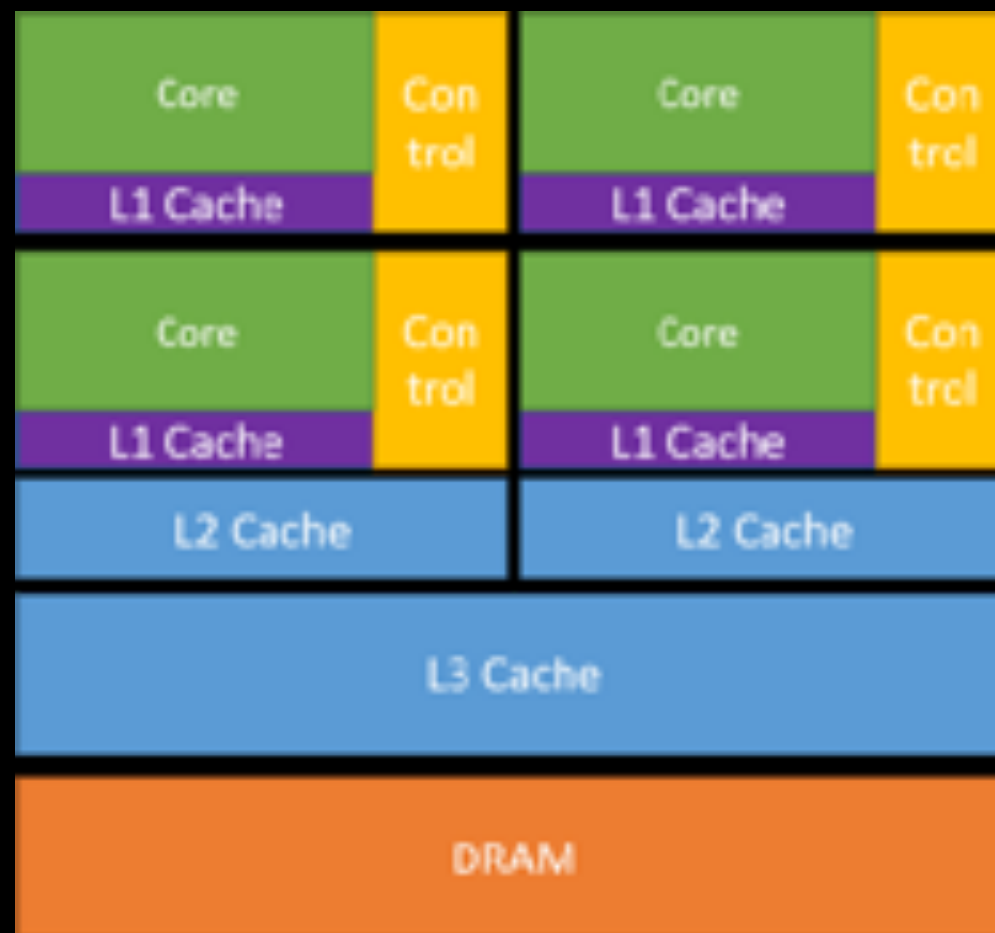 Core
Con
trol
Core
Con
trol
L1 Cache
L1 Cache
Core
Con
trol
Core
Con
trol
L1 Cache
L1 Cache
L2 Cache
L2 Cache
L3 Cache
DRAM